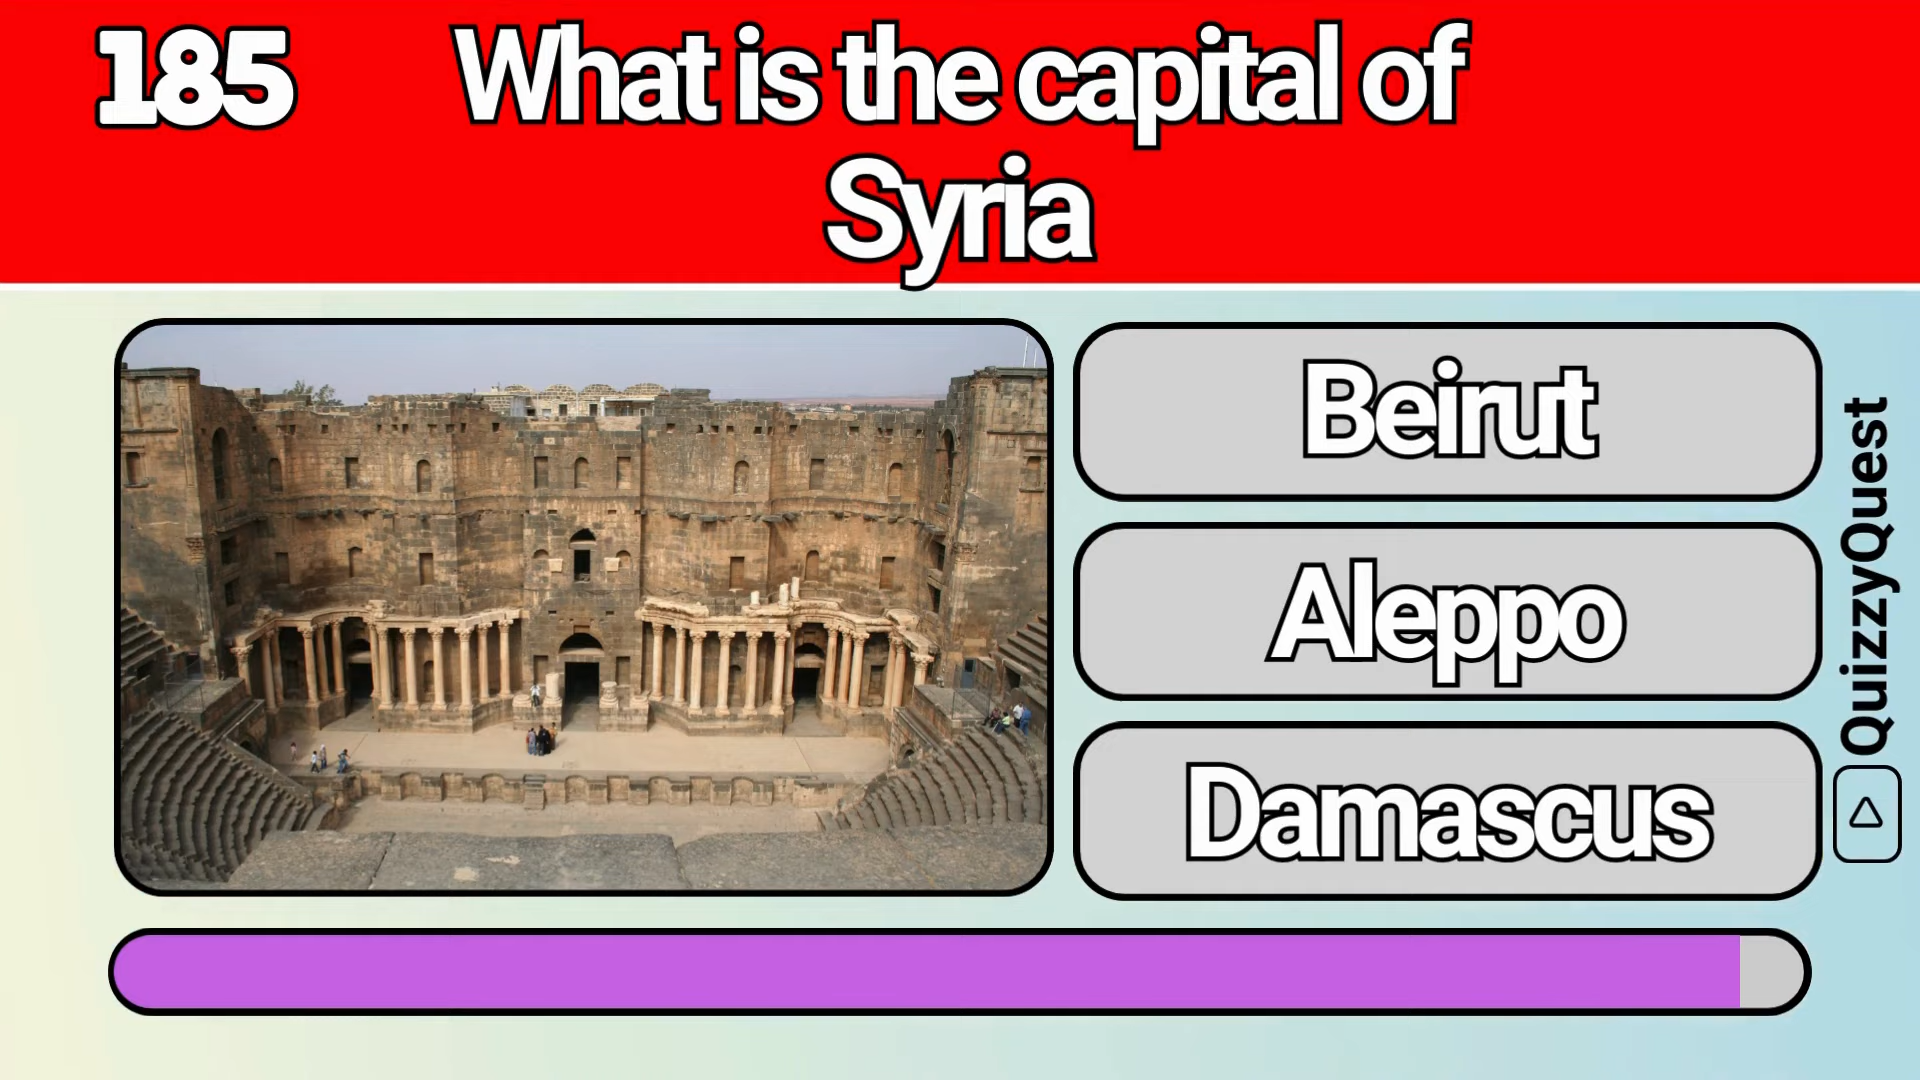 185
What is the capital of
Syria
Beirut
Aleppo
Damascus
QuizzyQuest